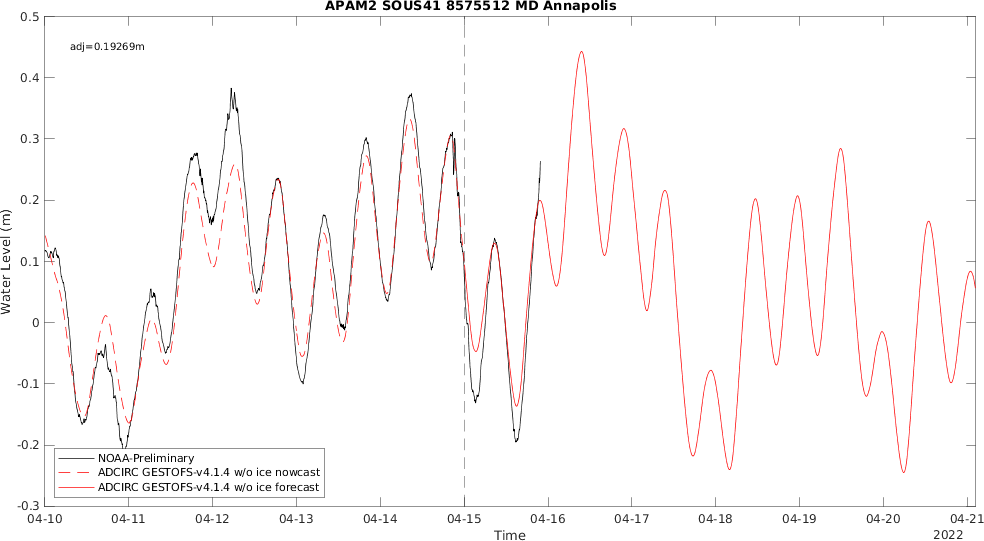 APAM2 SOUS41 8575512 MD Annapolis
0.5
adj=0.19269m
0.4
0.3
0.2
0.1
0
-0.1
-0.2
-0.3
Water Level (m)
NOAA-Preliminary
ADCIRC GESTOFS-v4.1.4 w/o ice nowcast
ADCIRC GESTOFS-v4.1.4 w/o ice forecast
04-10 04-11 04-12 04-13 04-14 04-15 04-16 04-17 04-18 04-19 04-20 04-21
Time
2022